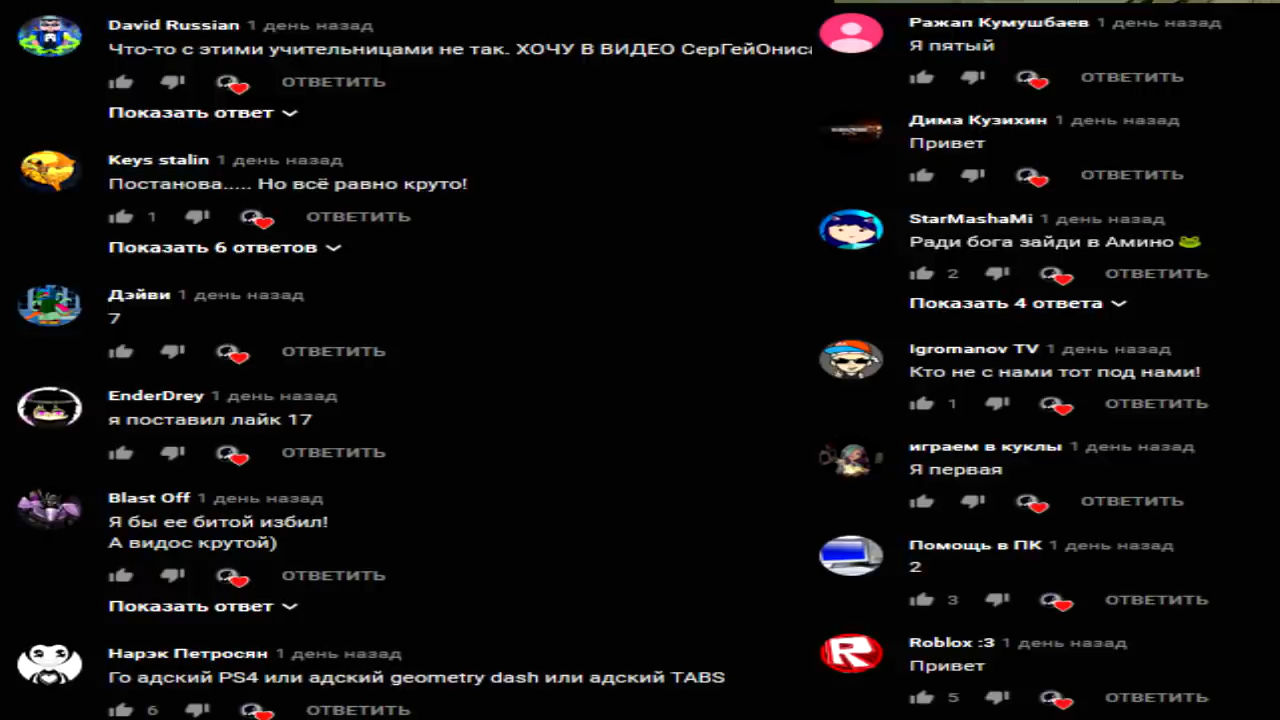 David Russian 1 день назад
Что-то с этими учительницами не так. ХОЧУ В ВИДЕО СерГейОниса
ОТВЕТИТЬ
Показать ответ
Keys stalin 1 день назад
Постанова..... Но всё равно круто!
1 ОТВЕТИТЬ
Показать 6 ответов
Дэйви 1 день назад
7
ОТВЕТИТЬ
EnderDrey 1 день назад
я поставил лайк 17
ОТВЕТИТЬ
Blast Off 1 день назад
Я бы ее битой избил!
А видос крутой)
ОТВЕТИТЬ
Показать ответ
Нарэк Петросян 1 день назад
Го адский PS4 или адский geometry dash или адский TABS
6 ОТВЕТИТЬ
Ражап Кумушбаев 1 день назад
Я пятый
ОТВЕТИТЬ
Дима Кузихин 1 день назад
Привет
ОТВЕТИТЬ
StarMashaMi 1 день назад
Ради бога зайди в Амино 🐸
2 ОТВЕТИТЬ
Показать 4 ответа
Igromanov TV 1 день назад
Кто не с нами тот под нами!
1 ОТВЕТИТЬ
играем в куклы 1 день назад
Я первая
ОТВЕТИТЬ
Помощь в ПК 1 день назад
2
3 ОТВЕТИТЬ
Roblox :3 1 день назад
Привет
5 ОТВЕТИТЬ